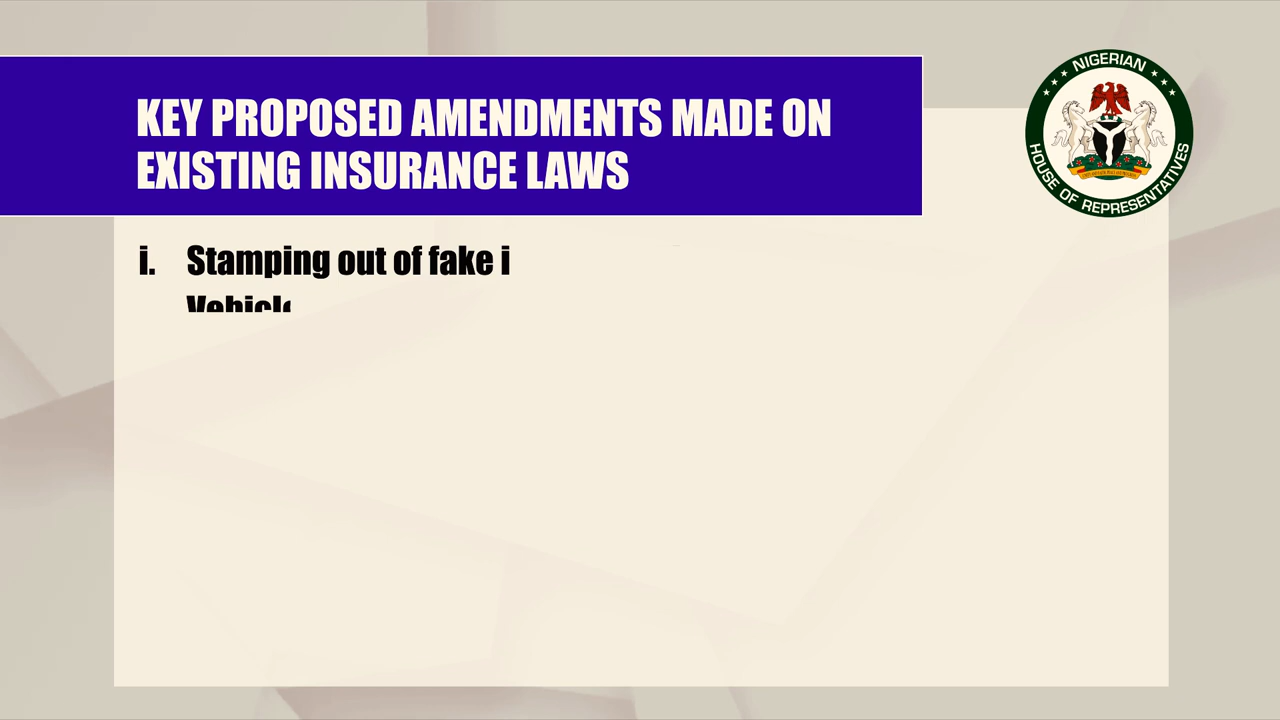 KEY PROPOSED AMENDMENTS MADE ON
EXISTING INSURANCE LAWS
NIGERIAN
HOUSE OF REPRESENTATIVES
i. Stamping out of fake i